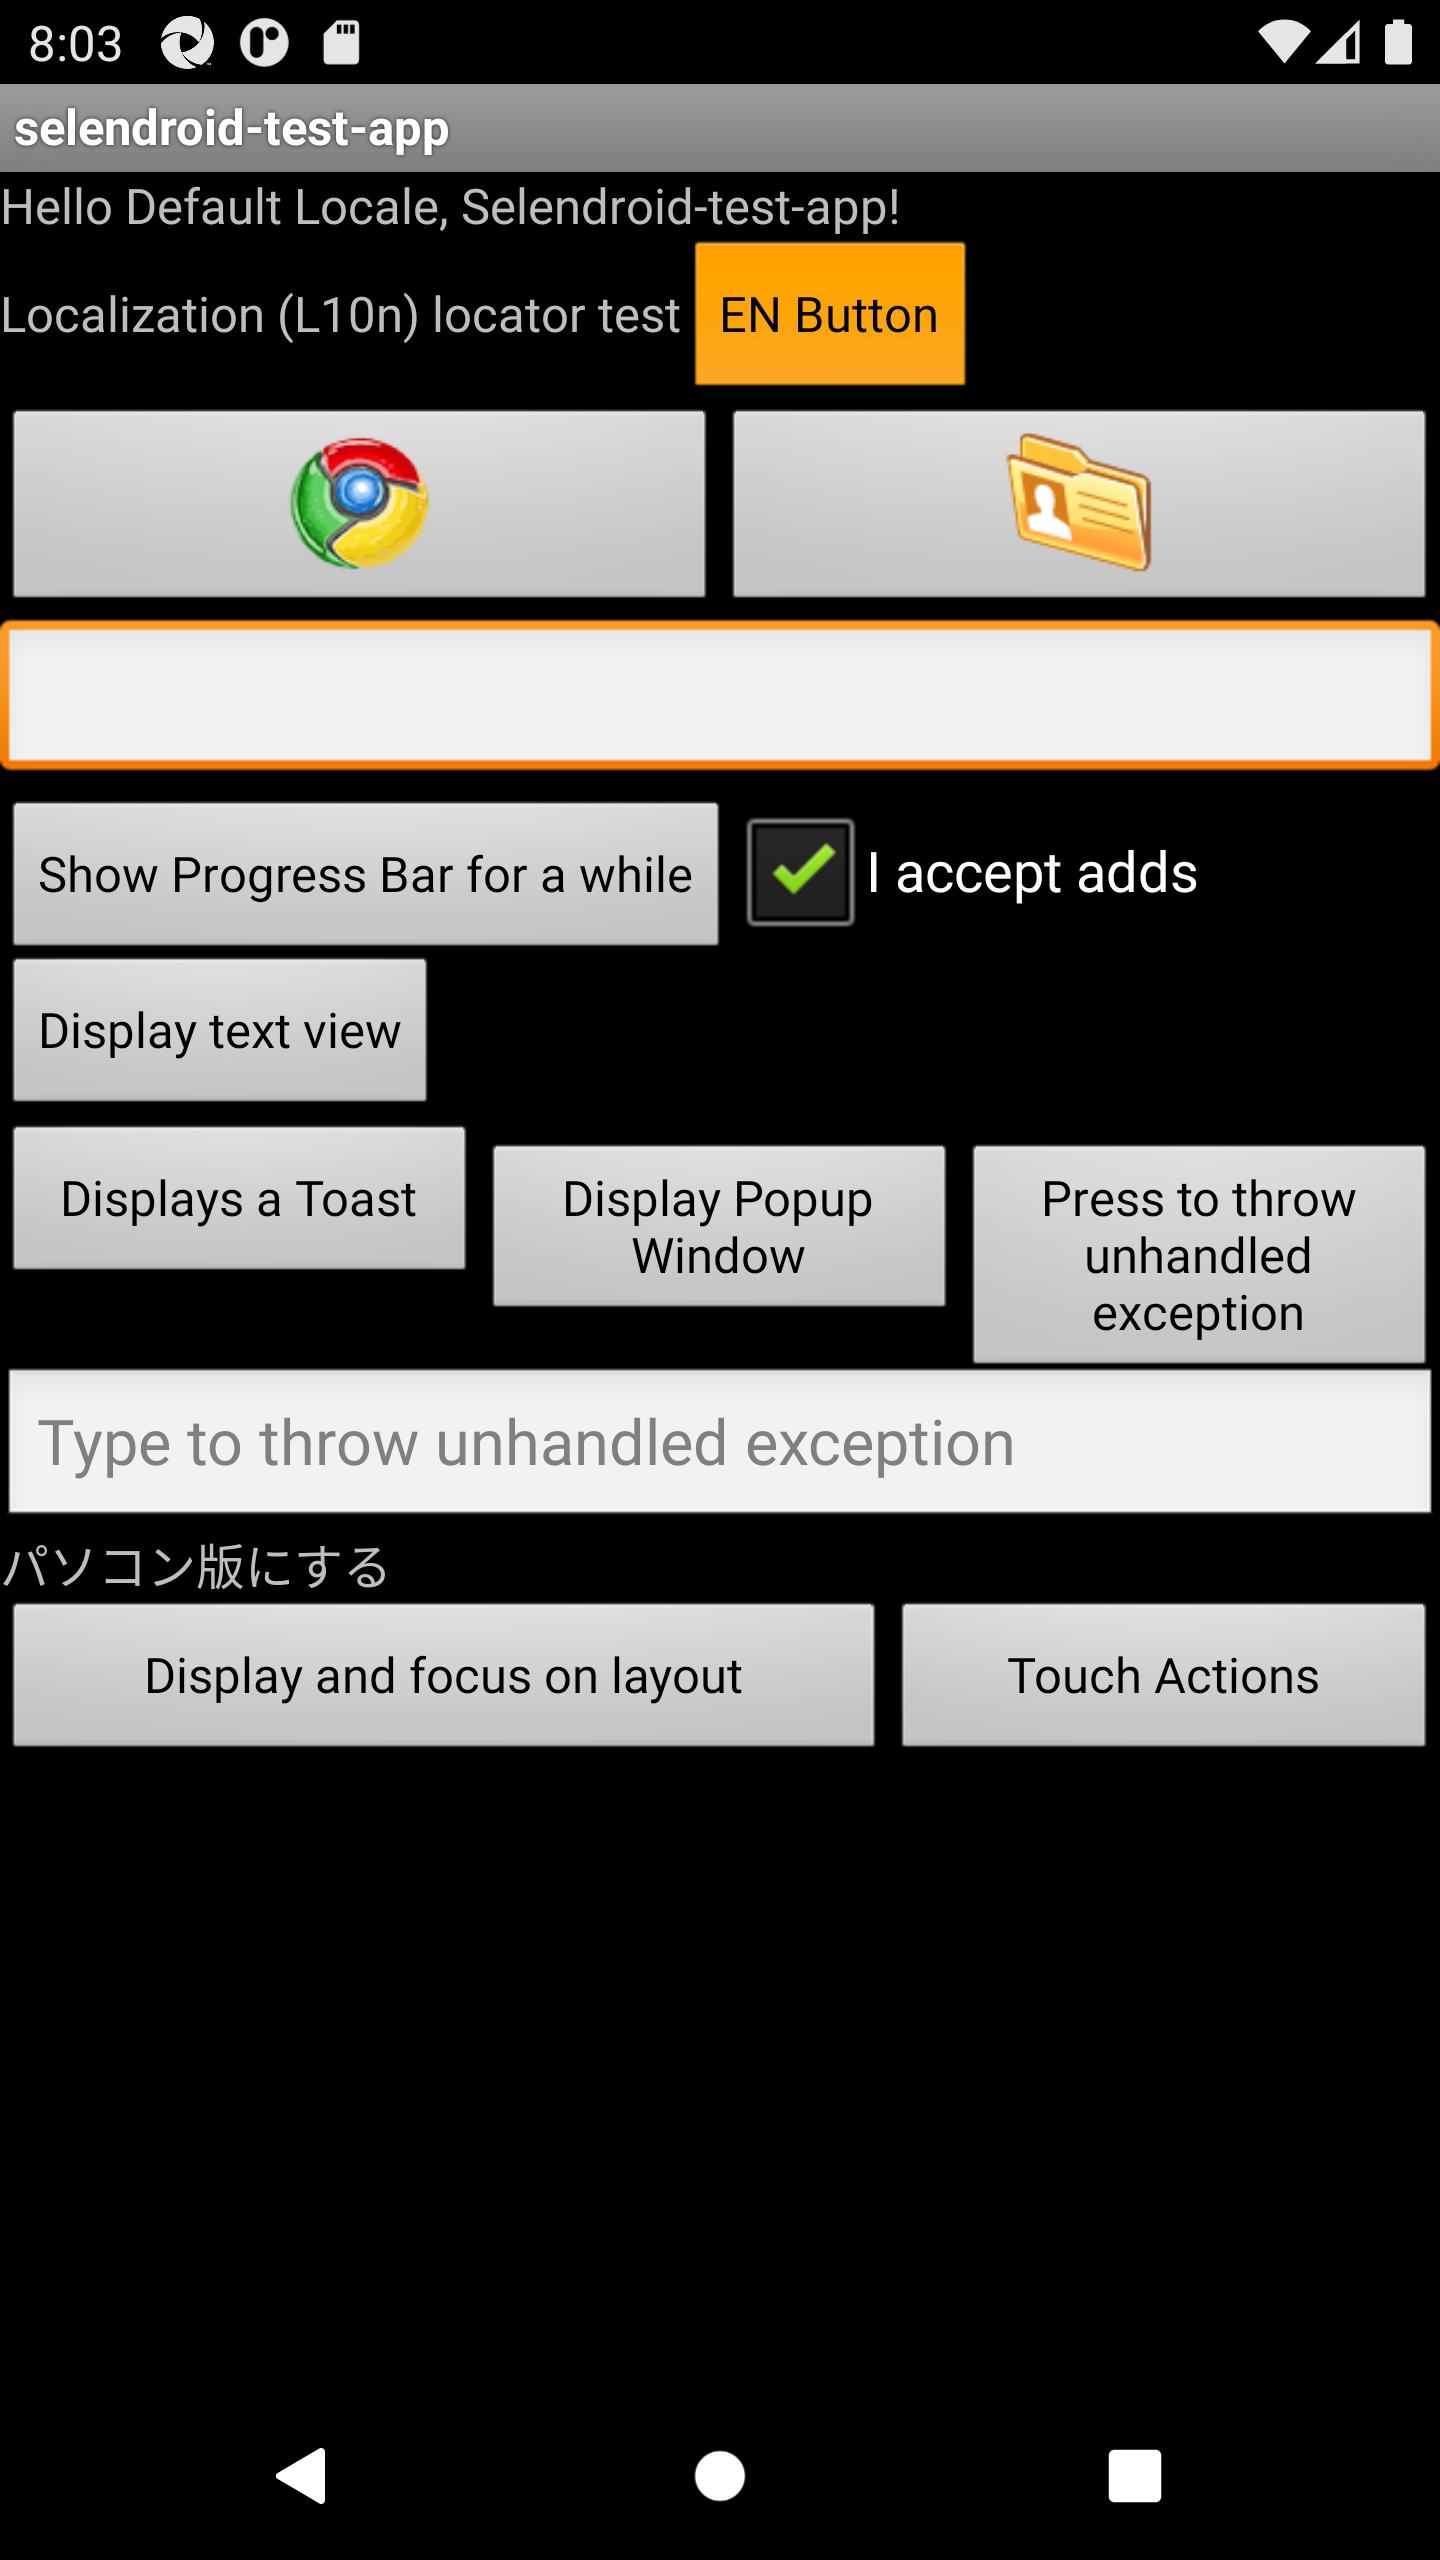 8:03
selendroid-test-app
Hello Default Locale, Selendroid-test-app!
Localization (L10n) locator test
EN Button
Show Progress Bar for a while
I accept adds
Display text view
Displays a Toast
Display Popup
Window
Press to throw
unhandled
exception
Type to throw unhandled exception
パソコン版にする
Display and focus on layout
Touch Actions